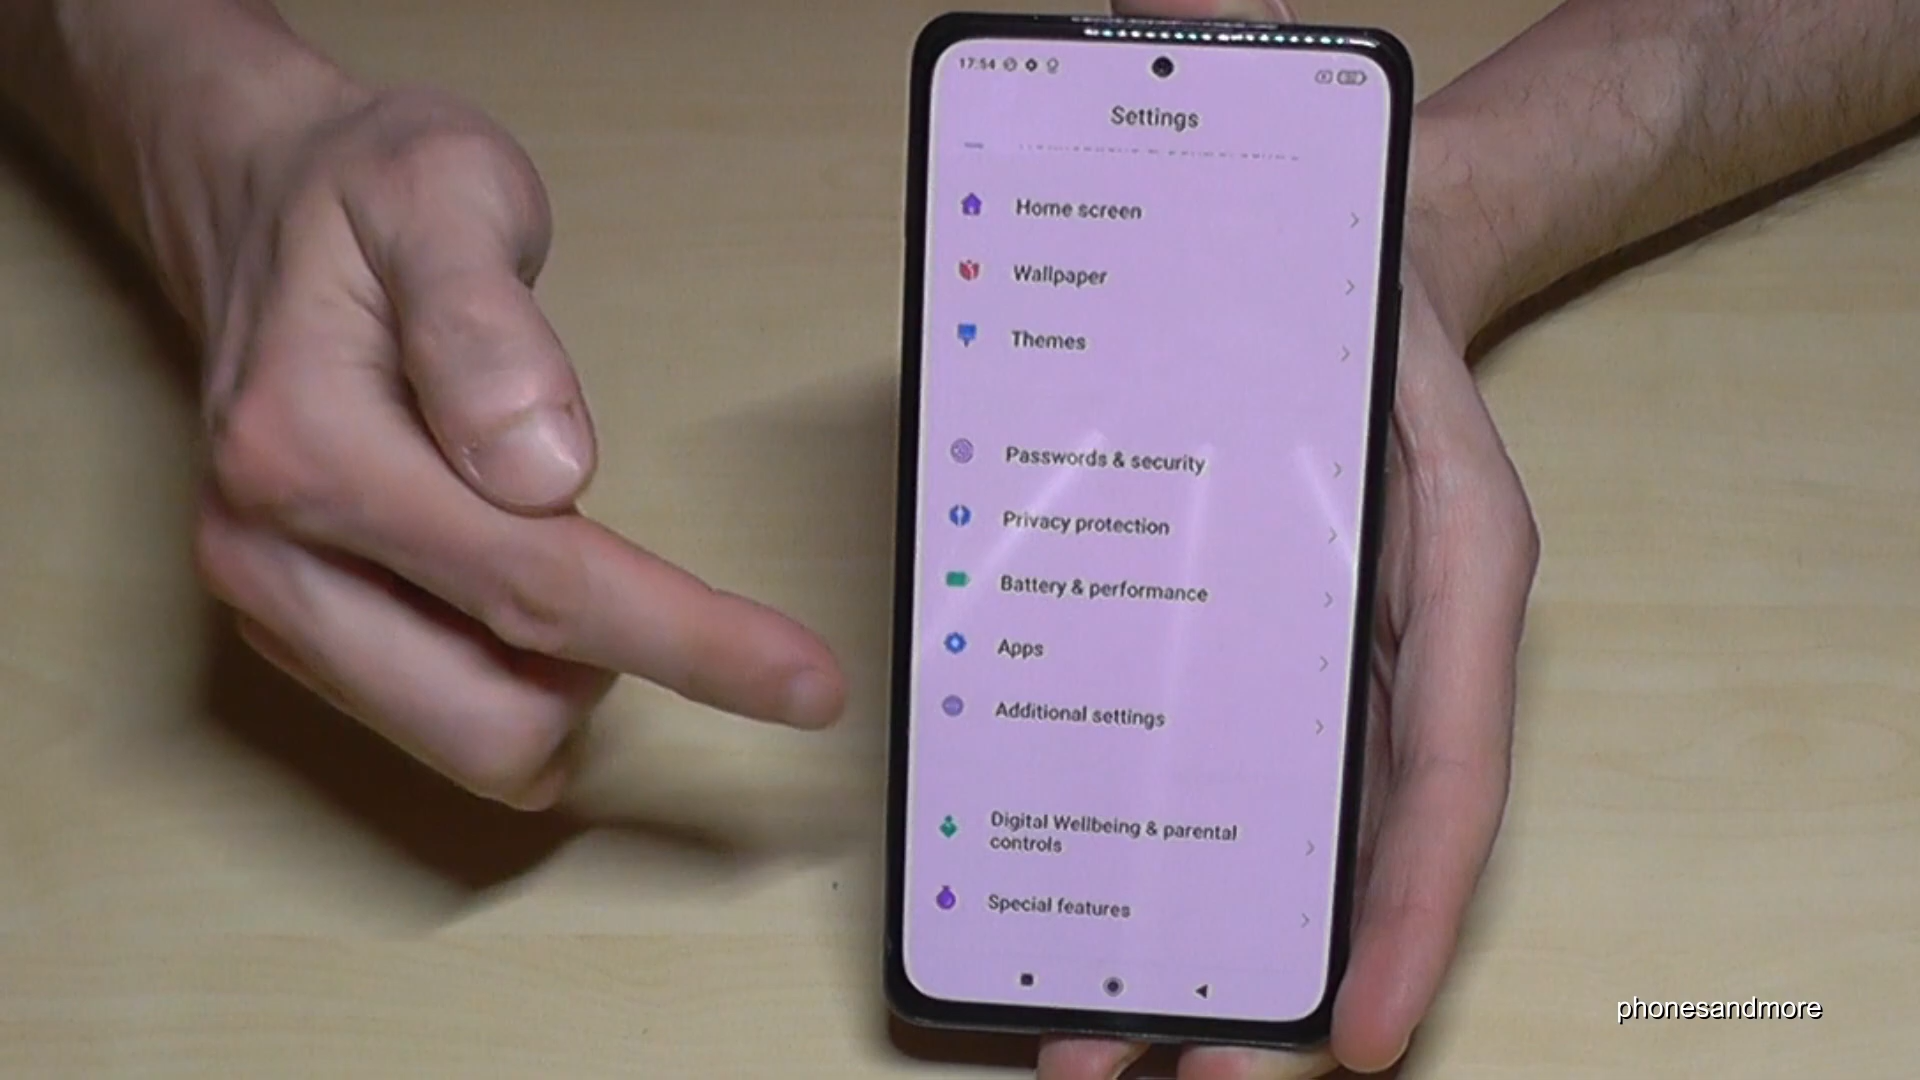 17:54
Settings
Home screen
Wallpaper
Themes
Passwords & security
Privacy protection
Battery & performance
Apps
Additional settings
Digital Wellbeing & parental
controls
Special features
phonesandmore